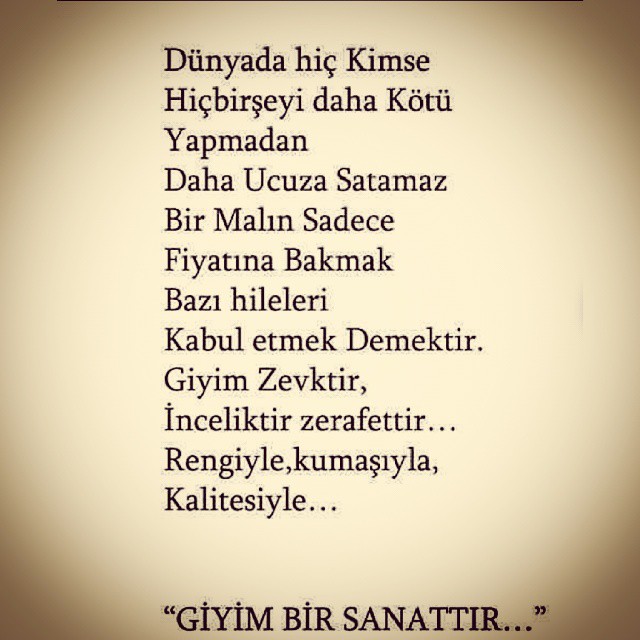 Dünyada hiç Kimse
Hiçbirşeyi daha Kötü
Yapmadan
Daha Ucuza Satamaz
Bir Malın Sadece
Fiyatına Bakmak
Bazı hileleri
Kabul etmek Demektir.
Giyim Zevktir,
İnceliktir zerafettir...
Rengiyle,kumaşıyla,
Kalitesiyle...
“GİYİM BİR SANATTIR...”